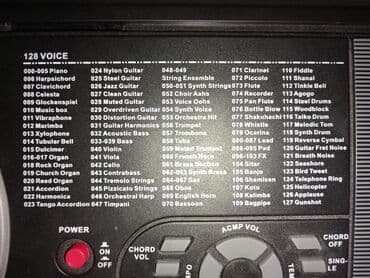 128 VOICE
000-005 Piano
006 Harpsichord
007 Clavichord
008 Celesta
009 Glockenspiel
010 Music box
011 Vibraphone
012 Marimba
013 Xylophone
014 Tubular Bell
015 Dulcimer
016-017 Organ
018 Rock Organ
019 Church Organ
020 Reed Organ
021 Accordion
022 Harmonica
023 Tango Accordion
024 Nylon Guitar
025 Steel Guitar
026 Jazz Guitar
027 Clean Guitar
028 Muted Guitar
029 Overdriven Guitar
030 Distortion Guitar
031 Guitar Harmonics
032 Acoustic Bass
033-039 Bass
040 Violin
041 Viola
042 Cello
043 Contrabass
044 Tremolo Strings
045 Pizzicato Strings
046 Orchestral Harp
047 Timpani
048-049
String Ensemble
050-051 Synth Strings
052 Choir Aahs
053 Voice Oohs
054 Synth Voice
055 Orchestra Hit
056 Trumpet
057 Trombone
058 Tuba
059 Muted Trumpet
060 French Horn
061 Brass Section
062-063 Synth Brass
064-067 Sax
068 Oboe
069 English Horn
070 Bassoon
071 Clarinet
072 Piccolo
073 Flute
074 Recorder
075 Pan Flute
076 Bottle Blow
077 Shakuhachi
078 Whistle
079 Ocarina
080-087 Lead
088-095 Pad
096-103 FX
104 Sitar
105 Banjo
106 Shamisen
107 Koto
108 Kalimba
109 Bagpipe
110 Fiddle
111 Shanai
112 Tinkle Bell
113 Agogo
114 Steel Drums
115 Woodblock
116 Taiko Drum
117 Melodic Tom
118 Synth Drum
119 Reverse Cymbal
120 Guitar Fret Noise
121 Breath Noise
122 Seashore
123 Bird Tweet
124 Telephone Ring
125 Helicopter
126 Applause
127 Gunshot
POWER
ON
OFF
CHORD
VOL
ACMP VOL
CHORD
OFF
SINGLE